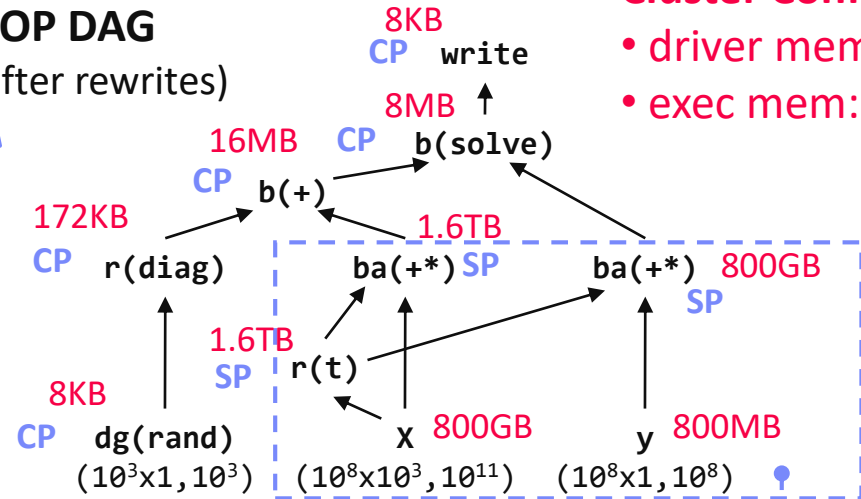 OP DAG
fter rewrites)
8KB
CP write
• driver mem
• exec mem:
8MB
16MB CP b(solve)
CP b(+)
172KB
1.6TB
CP r(diag) ba(+*) SP ba(+*) 800GB
SP
1.6TB
SP r(t)
8KB
CP dg(rand) X 800GB y 800MB
(10³x1,10³) (10⁸x10³,10¹¹) (10⁸x1,10⁸)